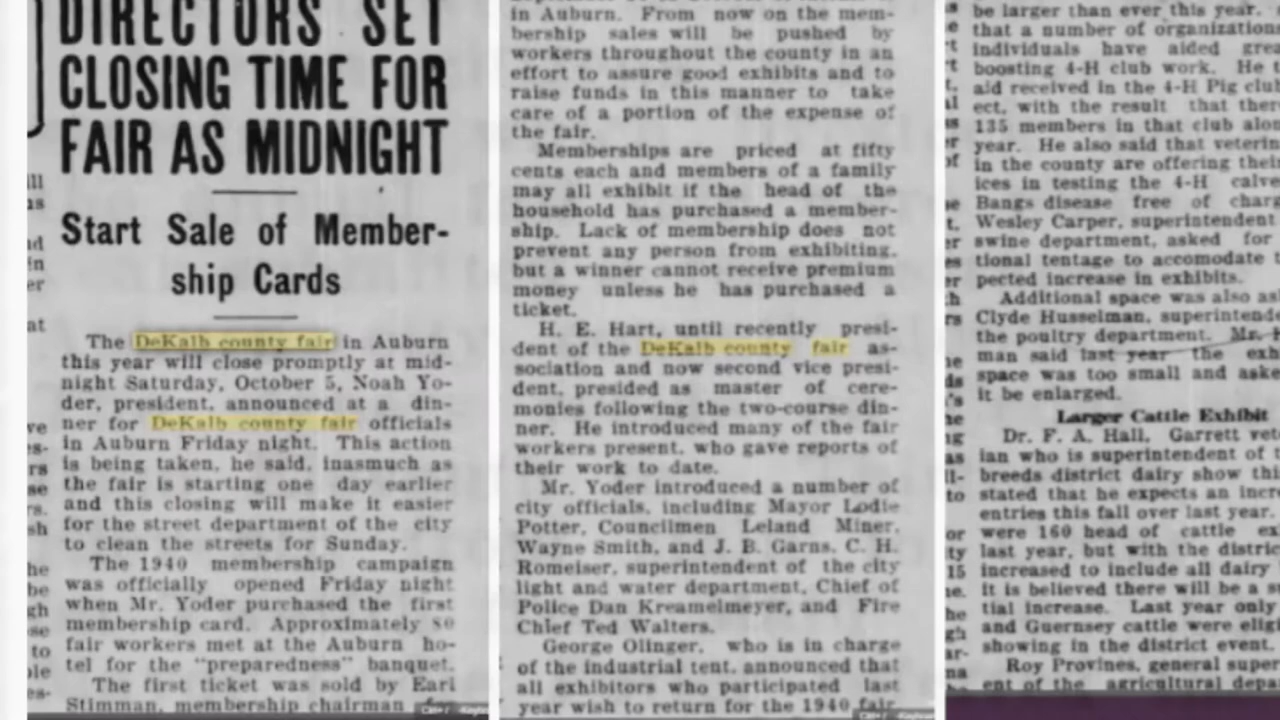 DIRECTORS SET
CLOSING TIME FOR
FAIR AS MIDNIGHT
Start Sale of Member-
ship Cards
The DeKalb county fair in Auburn
this year will close promptly at mid-
night Saturday, October 5, Noah Yo-
der, president, announced at a din-
ner for DeKalb county fair officials
in Auburn Friday night. This action
is being taken, he said, inasmuch as
the fair is starting one day earlier
and this closing will make it easier
for the street department of the city
to clean the streets for Sunday.
The 1940 membership campaign
was officially opened Friday night
when Mr. Yoder purchased the first
membership card. Approximately 80
fair workers met at the Auburn ho-
tel for the "preparedness" banquet.
The first ticket was sold by Earl
Stimman, membership chairman
in Auburn. From now on the mem-
bership sales will be pushed by
workers throughout the county in an
effort to assure good exhibits and to
raise funds in this manner to take
care of a portion of the expense of
the fair.
Memberships are priced at fifty
cents each and members of a family
may all exhibit if the head of the
household has purchased a member-
ship. Lack of membership does not
prevent any person from exhibiting,
but a winner cannot receive premium
money unless he has purchased a
ticket.
H. E. Hart, until recently presi-
dent of the DeKalb county fair as-
sociation and now second vice presi-
dent, presided as master of cere-
monies following the two-course din-
ner. He introduced many of the fair
workers present, who gave reports of
their work to date.
Mr. Yoder introduced a number of
city officials, including Mayor Lodie
Potter, Councilmen Leland Miner,
Wayne Smith, and J. B. Garns, C. H.
Romeiser, superintendent of the city
light and water department, Chief of
Police Dan Kreamelmeyer, and Fire
Chief Ted Walters.
George Olinger, who is in charge
of the industrial tent, announced that
all exhibitors who participated last
year wish to return for the 1940 fair.
be larger than ever this year.
that a number of organizations
individuals have aided grea
boosting 4-H club work. He t
aid received in the 4-H Pig club
ect, with the result that ther
135 members in that club alon
year. He also said that veterin
in the county are offering their
ices in testing the 4-H calve
Bangs disease free of charg
Wesley Carper, superintendent
swine department, asked for
tional tentage to accomodate t
pected increase in exhibits.
Additional space was also as
Clyde Husselman, superintende
the poultry department. Mr. H
man said last year the exh
space was too small and aske
it be enlarged.
Larger Cattle Exhibit
Dr. F. A. Hall, Garrett vet
ian who is superintendent of t
breeds district dairy show thi
stated that he expects an incr
entries this fall over last year.
were 160 head of cattle ex
last year, but with the distric
increased to include all dairy
it is believed there will be a s
tial increase. Last year only
and Guernsey cattle were eligi
showing in the district event.
Roy Provines, general super
ent of the agricultural depa